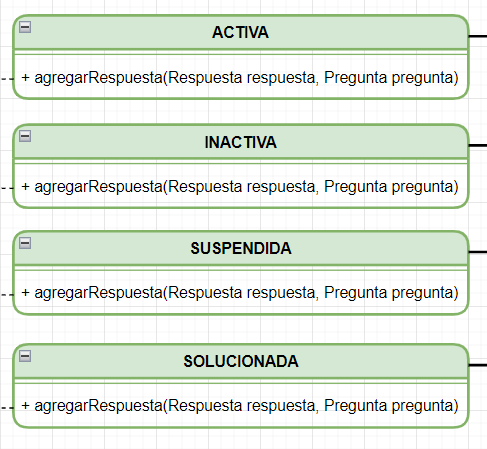 ACTIVA
+ agregarRespuesta(Respuesta respuesta, Pregunta pregunta)
INACTIVA
+ agregarRespuesta(Respuesta respuesta, Pregunta pregunta)
SUSPENDIDA
+ agregarRespuesta(Respuesta respuesta, Pregunta pregunta)
SOLUCIONADA
+ agregarRespuesta(Respuesta respuesta, Pregunta pregunta)